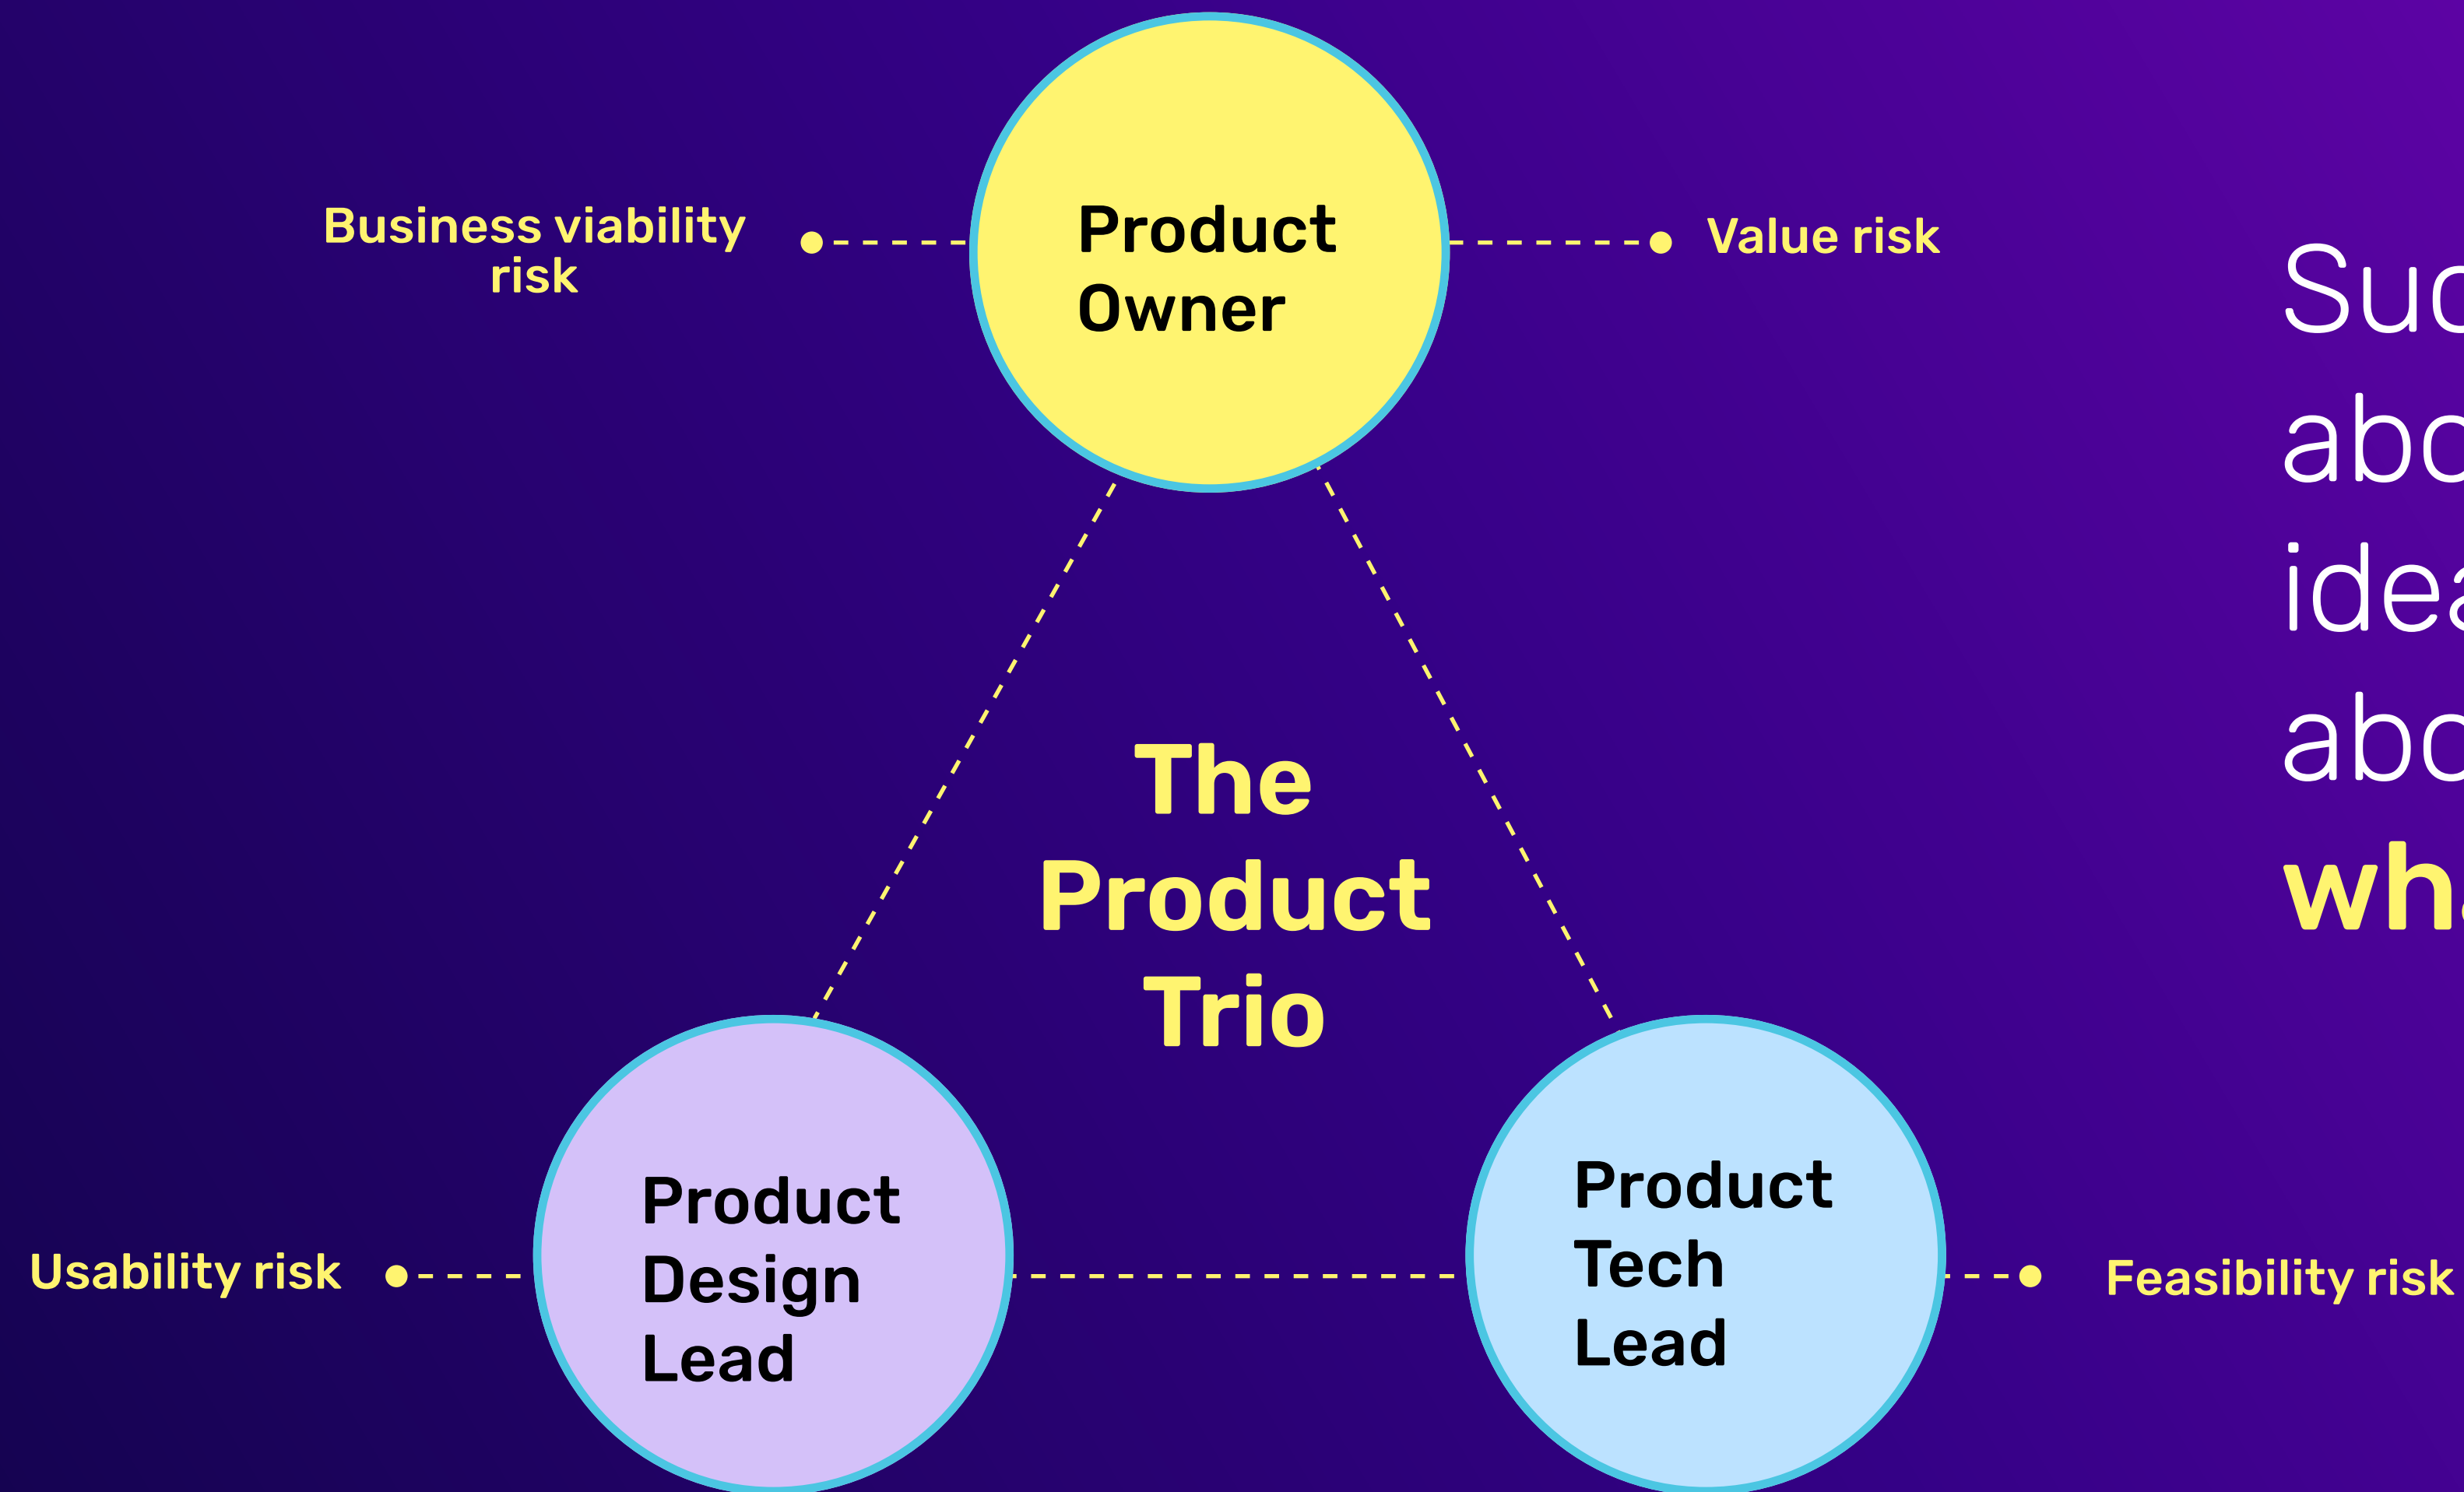 Product
Owner
Business viability
risk
Value risk
The
Product
Trio
Product
Design
Lead
Product
Tech
Lead
Usability risk
Feasibility risk